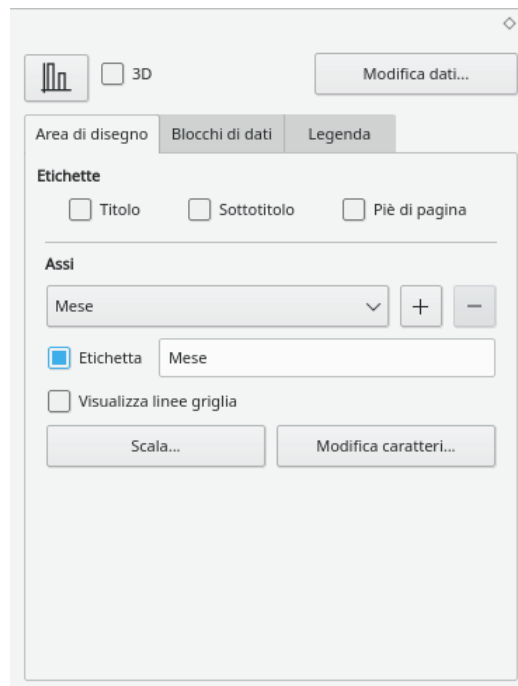 3D
Modifica dati...
Area di disegno Blocchi di dati Legenda
Etichette
Titolo Sottotitolo Piè di pagina
Assi
Mese
Etichetta Mese
Visualizza linee griglia
Scala... Modifica caratteri...